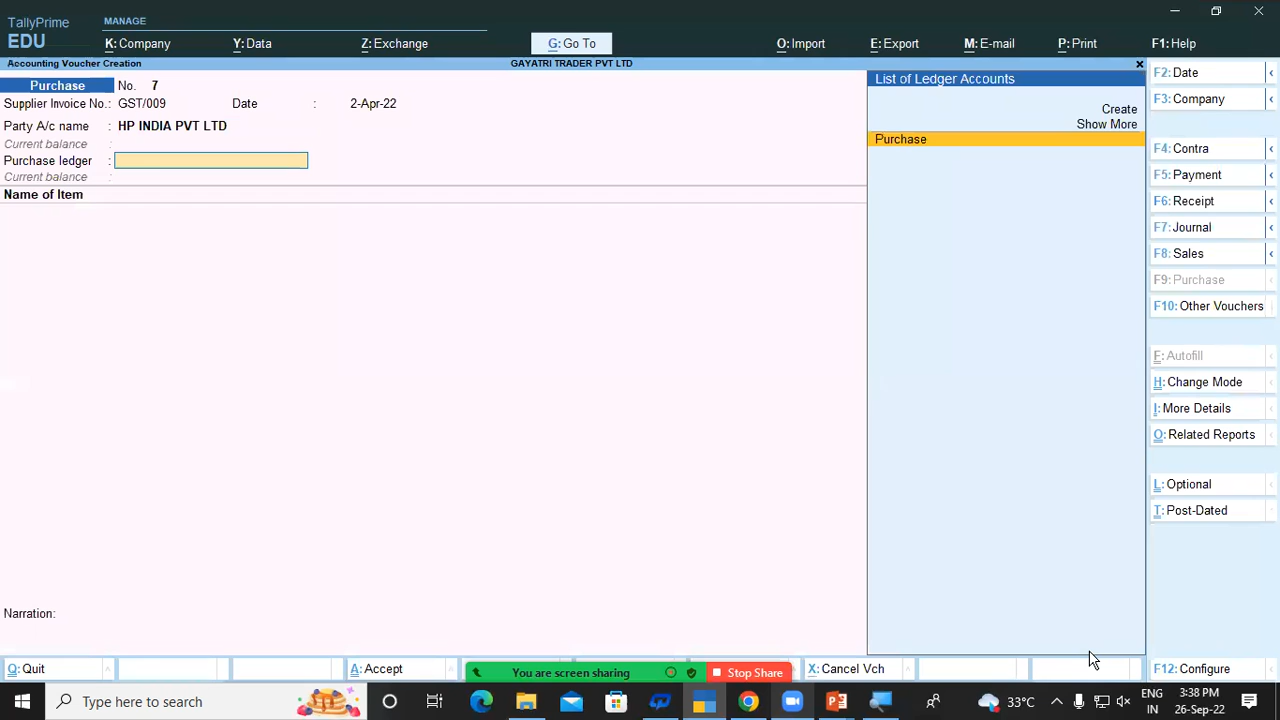 TallyPrime
EDU
MANAGE
K: Company
Y: Data
Z: Exchange
G: Go To
O: Import
E: Export
M: E-mail
P: Print
F1: Help
Accounting Voucher Creation
GAYATRI TRADER PVT LTD
Purchase No. 7
Supplier Invoice No.: GST/009 Date : 2-Apr-22
Party A/c name : HP INDIA PVT LTD
Current balance :
Purchase ledger :
Current balance :
Name of Item
Narration:
List of Ledger Accounts
Create
Show More
Purchase
F2: Date
F3: Company
F4: Contra
F5: Payment
F6: Receipt
F7: Journal
F8: Sales
F9: Purchase
F10: Other Vouchers
F: Autofill
H: Change Mode
I: More Details
O: Related Reports
L: Optional
T: Post-Dated
F12: Configure
Q: Quit
A: Accept
X: Cancel Vch
You are screen sharing
Stop Share
Type here to search
33°C
ENG
IN
3:38 PM
26-Sep-22